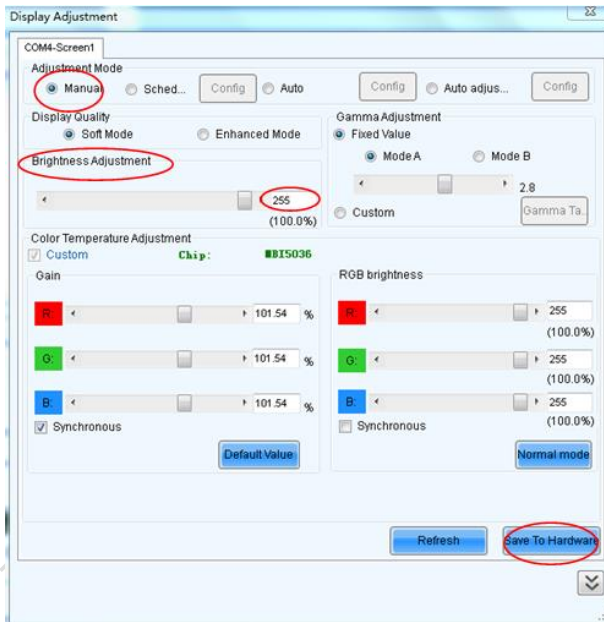 Display Adjustment
COM4-Screen1
Adjustment Mode
Manual Sched... Config Auto Config Auto adjus... Config
Display Quality
Soft Mode Enhanced Mode
Gamma Adjustment
Fixed Value
Mode A Mode B
2.8
Custom Gamma Ta..
Brightness Adjustment
255
(100.0%)
Color Temperature Adjustment
Custom Chip: MBI5036
Gain
R: 101.54 %
G: 101.54 %
B: 101.54 %
Synchronous
Default Value
RGB brightness
R: 255
(100.0%)
G: 255
(100.0%)
B: 255
(100.0%)
Synchronous
Normal mode
Refresh Save To Hardware